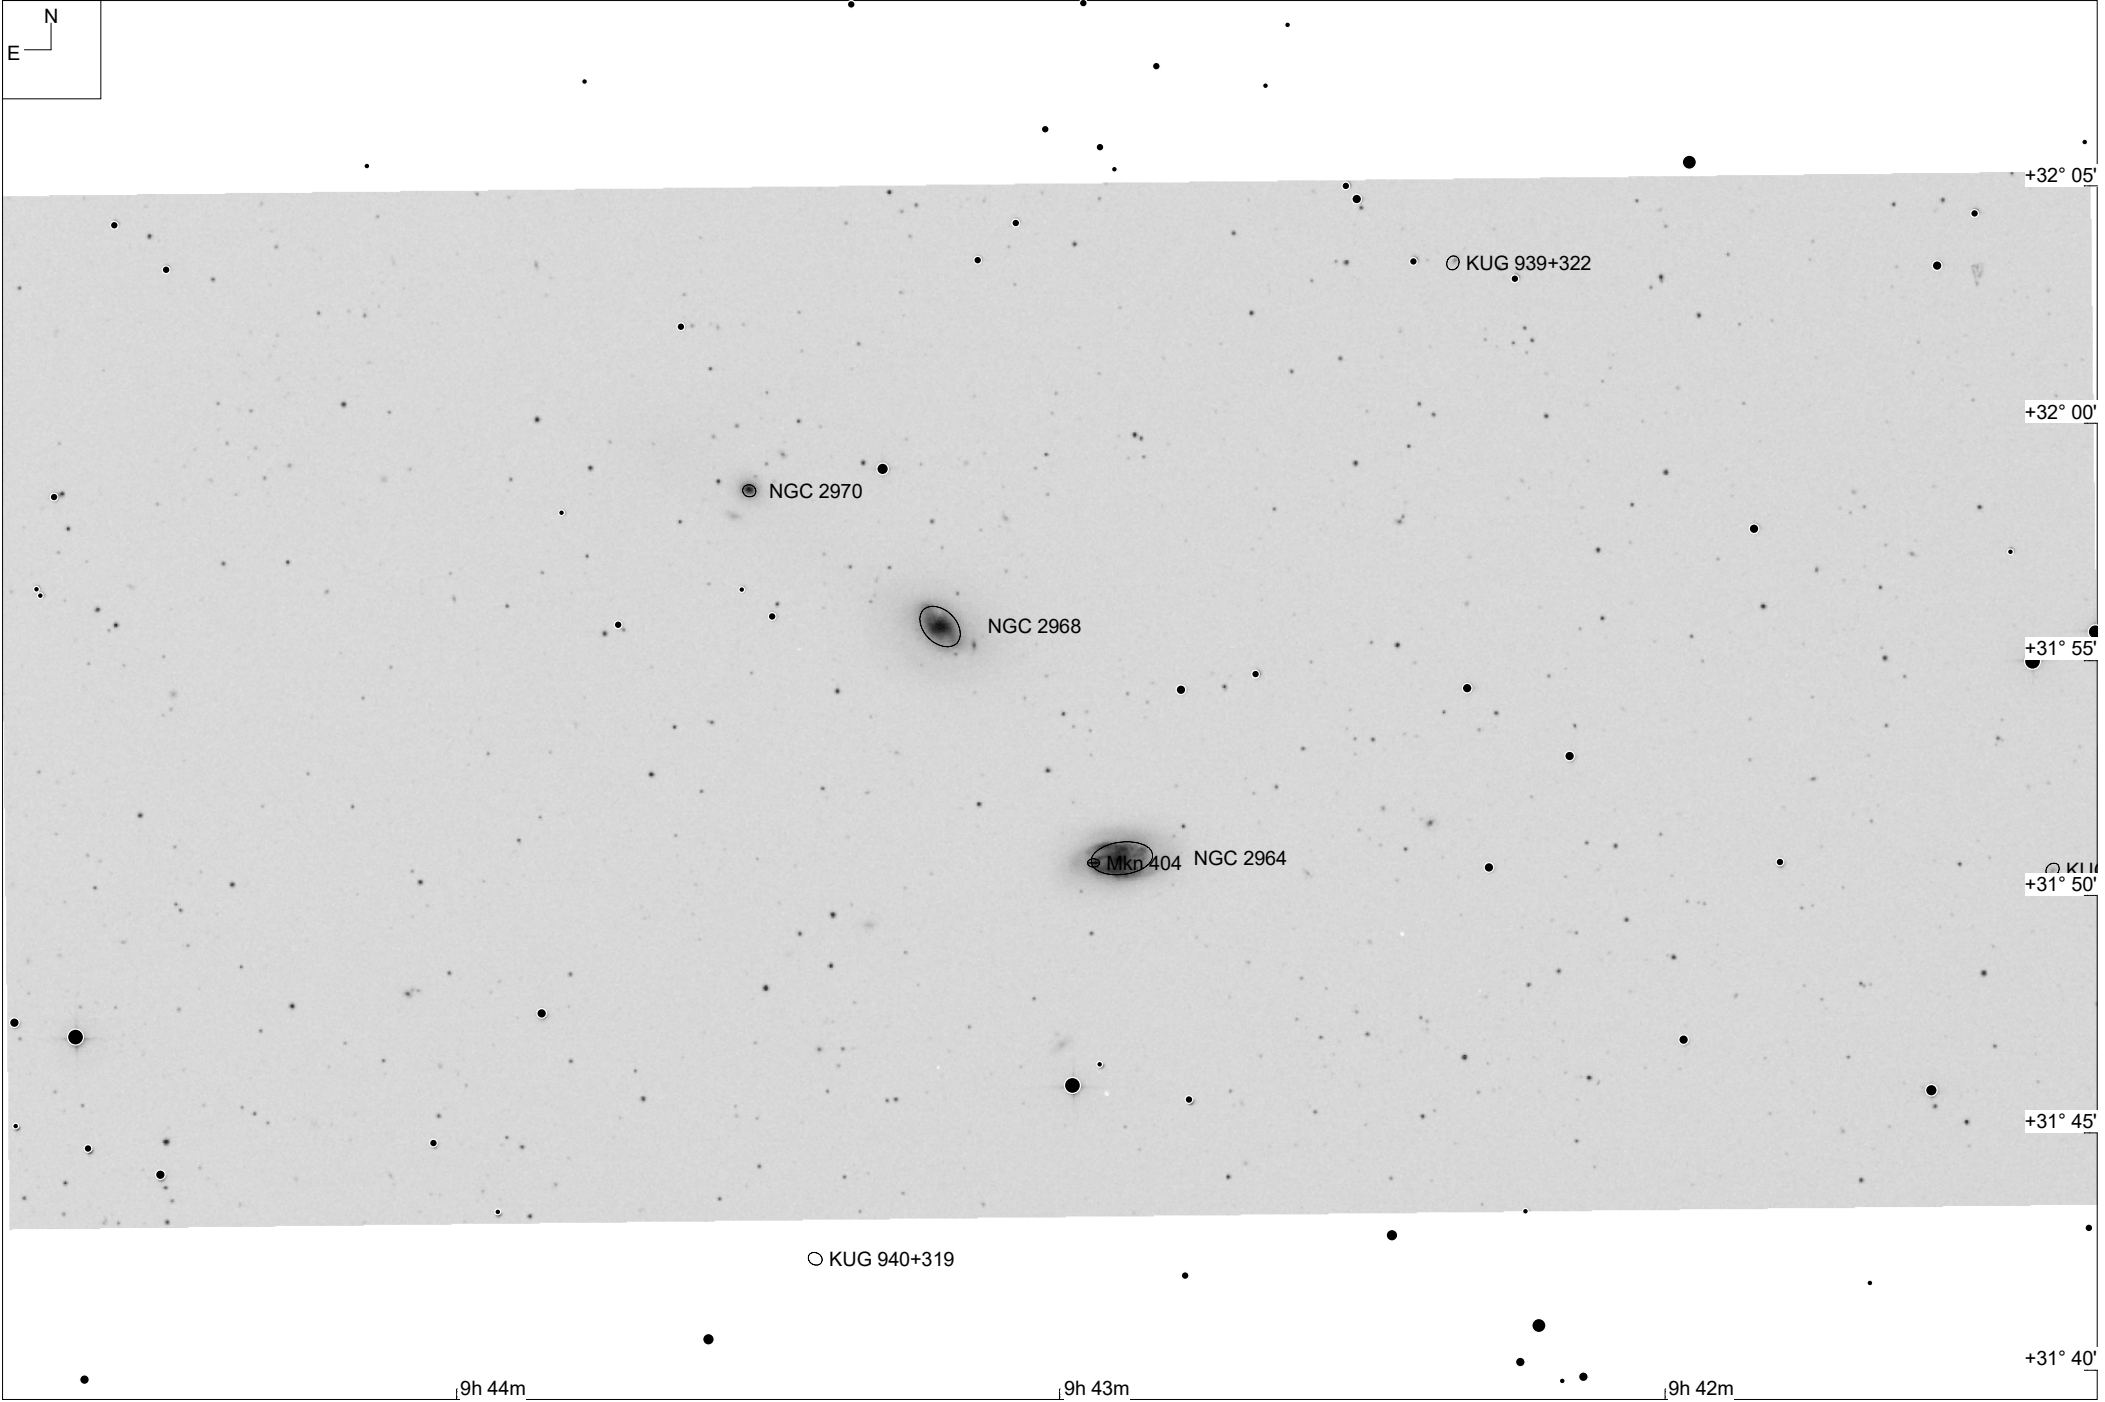 N
E
+32° 05'
KUG 939+322
+32° 00'
NGC 2970
NGC 2968
+31° 55'
NGC 2964
Mkn 404
KU
+31° 50'
+31° 45'
KUG 940+319
+31° 40'
9h 44m
9h 43m
9h 42m